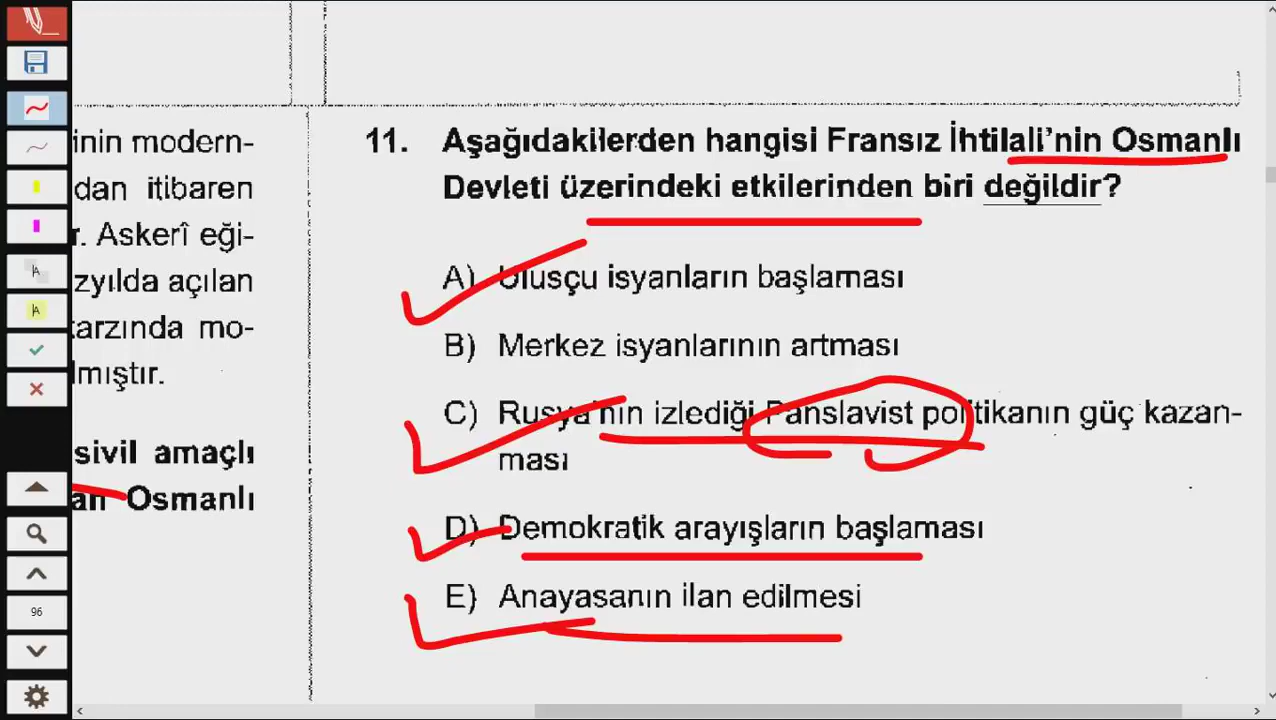 inin modern-
dan itibaren
r. Askerî eği-
zyılda açılan
tarzında mo-
lmıştır.
sivil amaçlı
an Osmanlı
11. Aşağıdakilerden hangisi Fransız İhtilali'nin Osmanlı
Devleti üzerindeki etkilerinden biri değildir?
A) Ulusçu isyanların başlaması
B) Merkez isyanlarının artması
C) Rusya'nın izlediği Panslavist politikanın güç kazan-
ması
D) Demokratik arayışların başlaması
E) Anayasanın ilan edilmesi
A
A
96